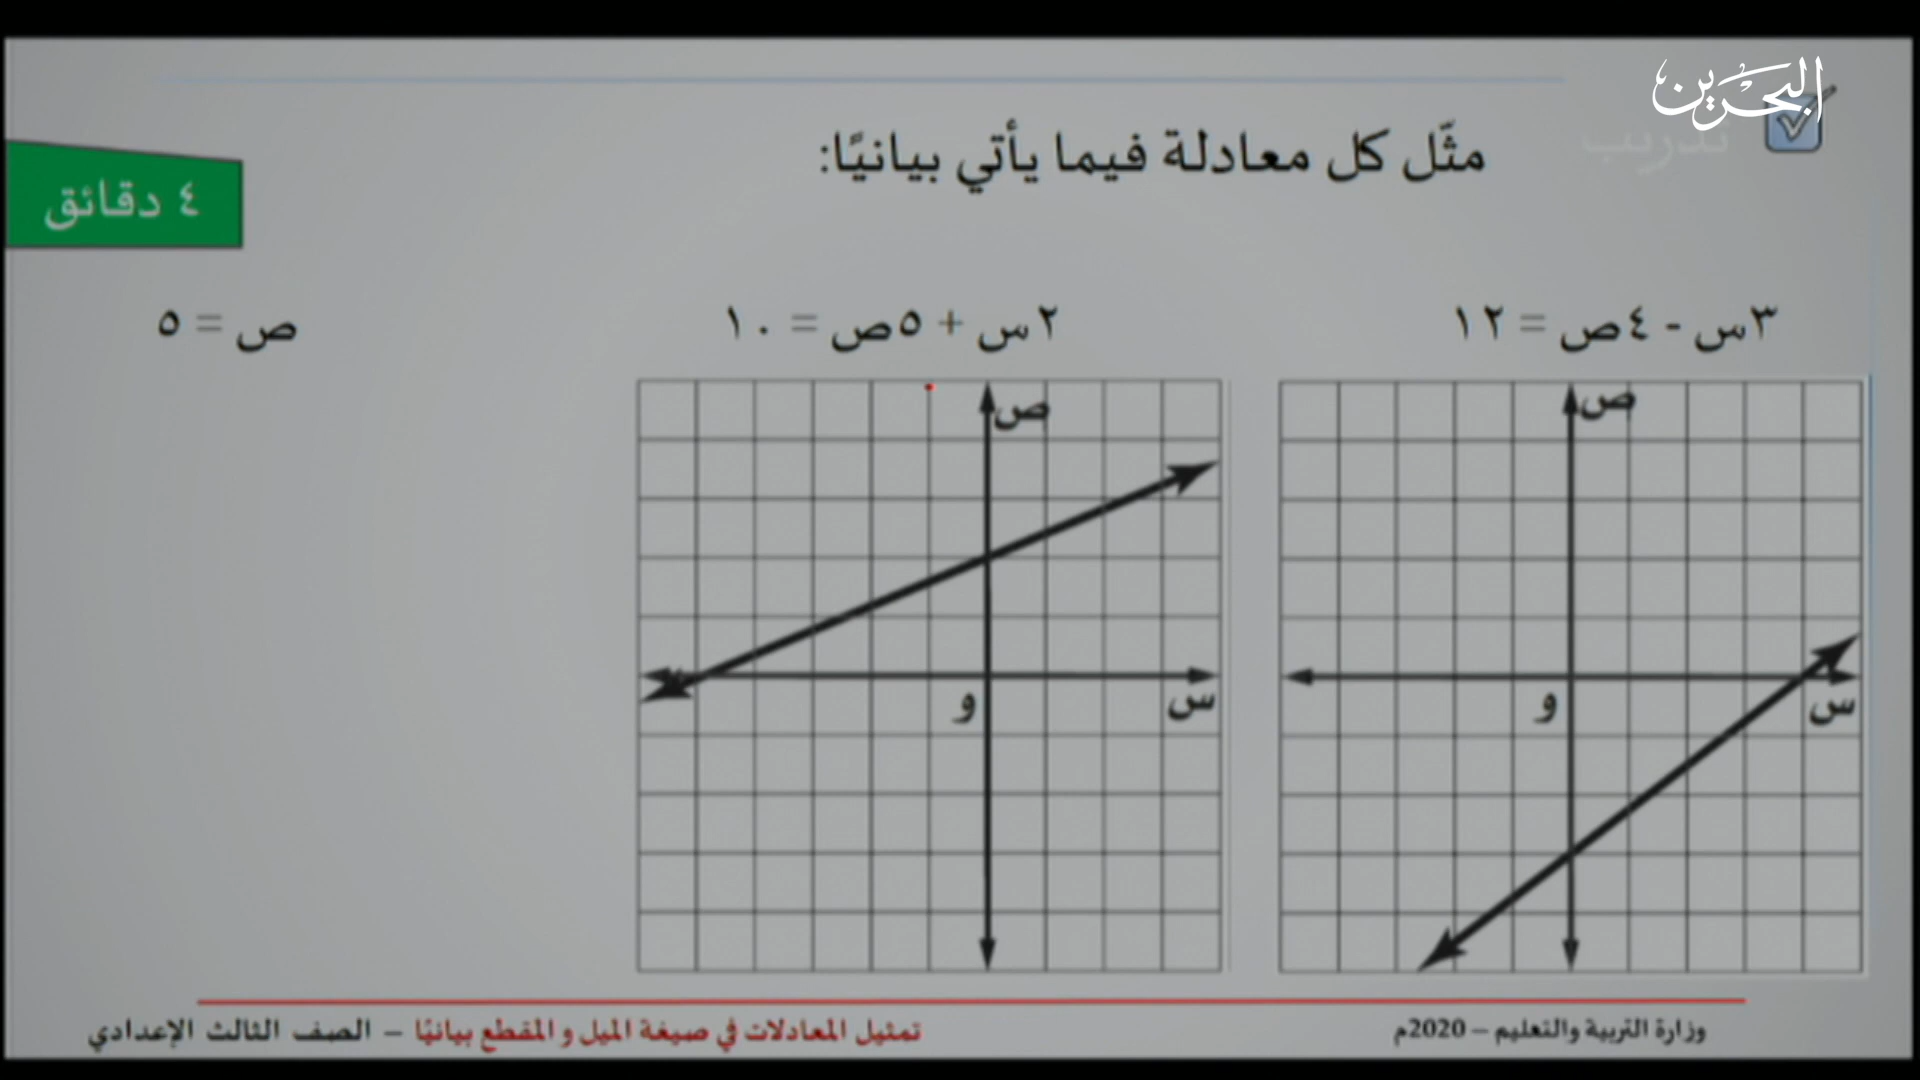 البحرين
تدريب
مثّل كل معادلة فيما يأتي بيانيًا:
٤ دقائق
٣س - ٤ص = ١٢
٢س + ٥ص = ١٠
ص = ٥
ص
س
و
ص
س
و
وزارة التربية والتعليم – 2020م
تمثيل المعادلات في صيغة الميل و المقطع بيانيًا – الصف الثالث الإعدادي